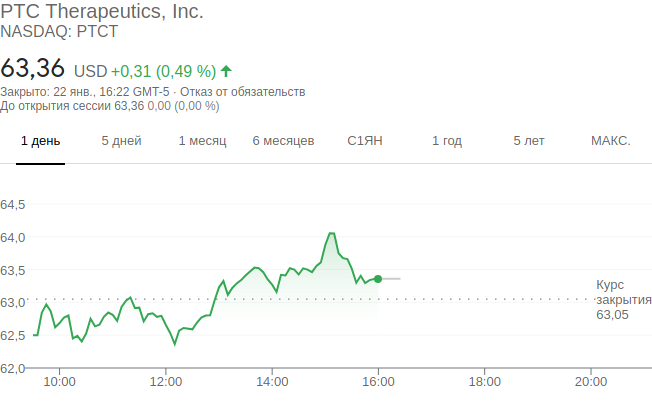 PTC Therapeutics, Inc.
NASDAQ: PTCT
63,36 USD +0,31 (0,49 %)
Закрыто: 22 янв., 16:22 GMT-5 · Отказ от обязательств
До открытия сессии 63,36 0,00 (0,00 %)
1 день 5 дней 1 месяц 6 месяцев С1ЯН 1 год 5 лет МАКС.
64,5
64,0
63,5
63,0
62,5
62,0
Курс
закрытия
63,05
10:00 12:00 14:00 16:00 18:00 20:00